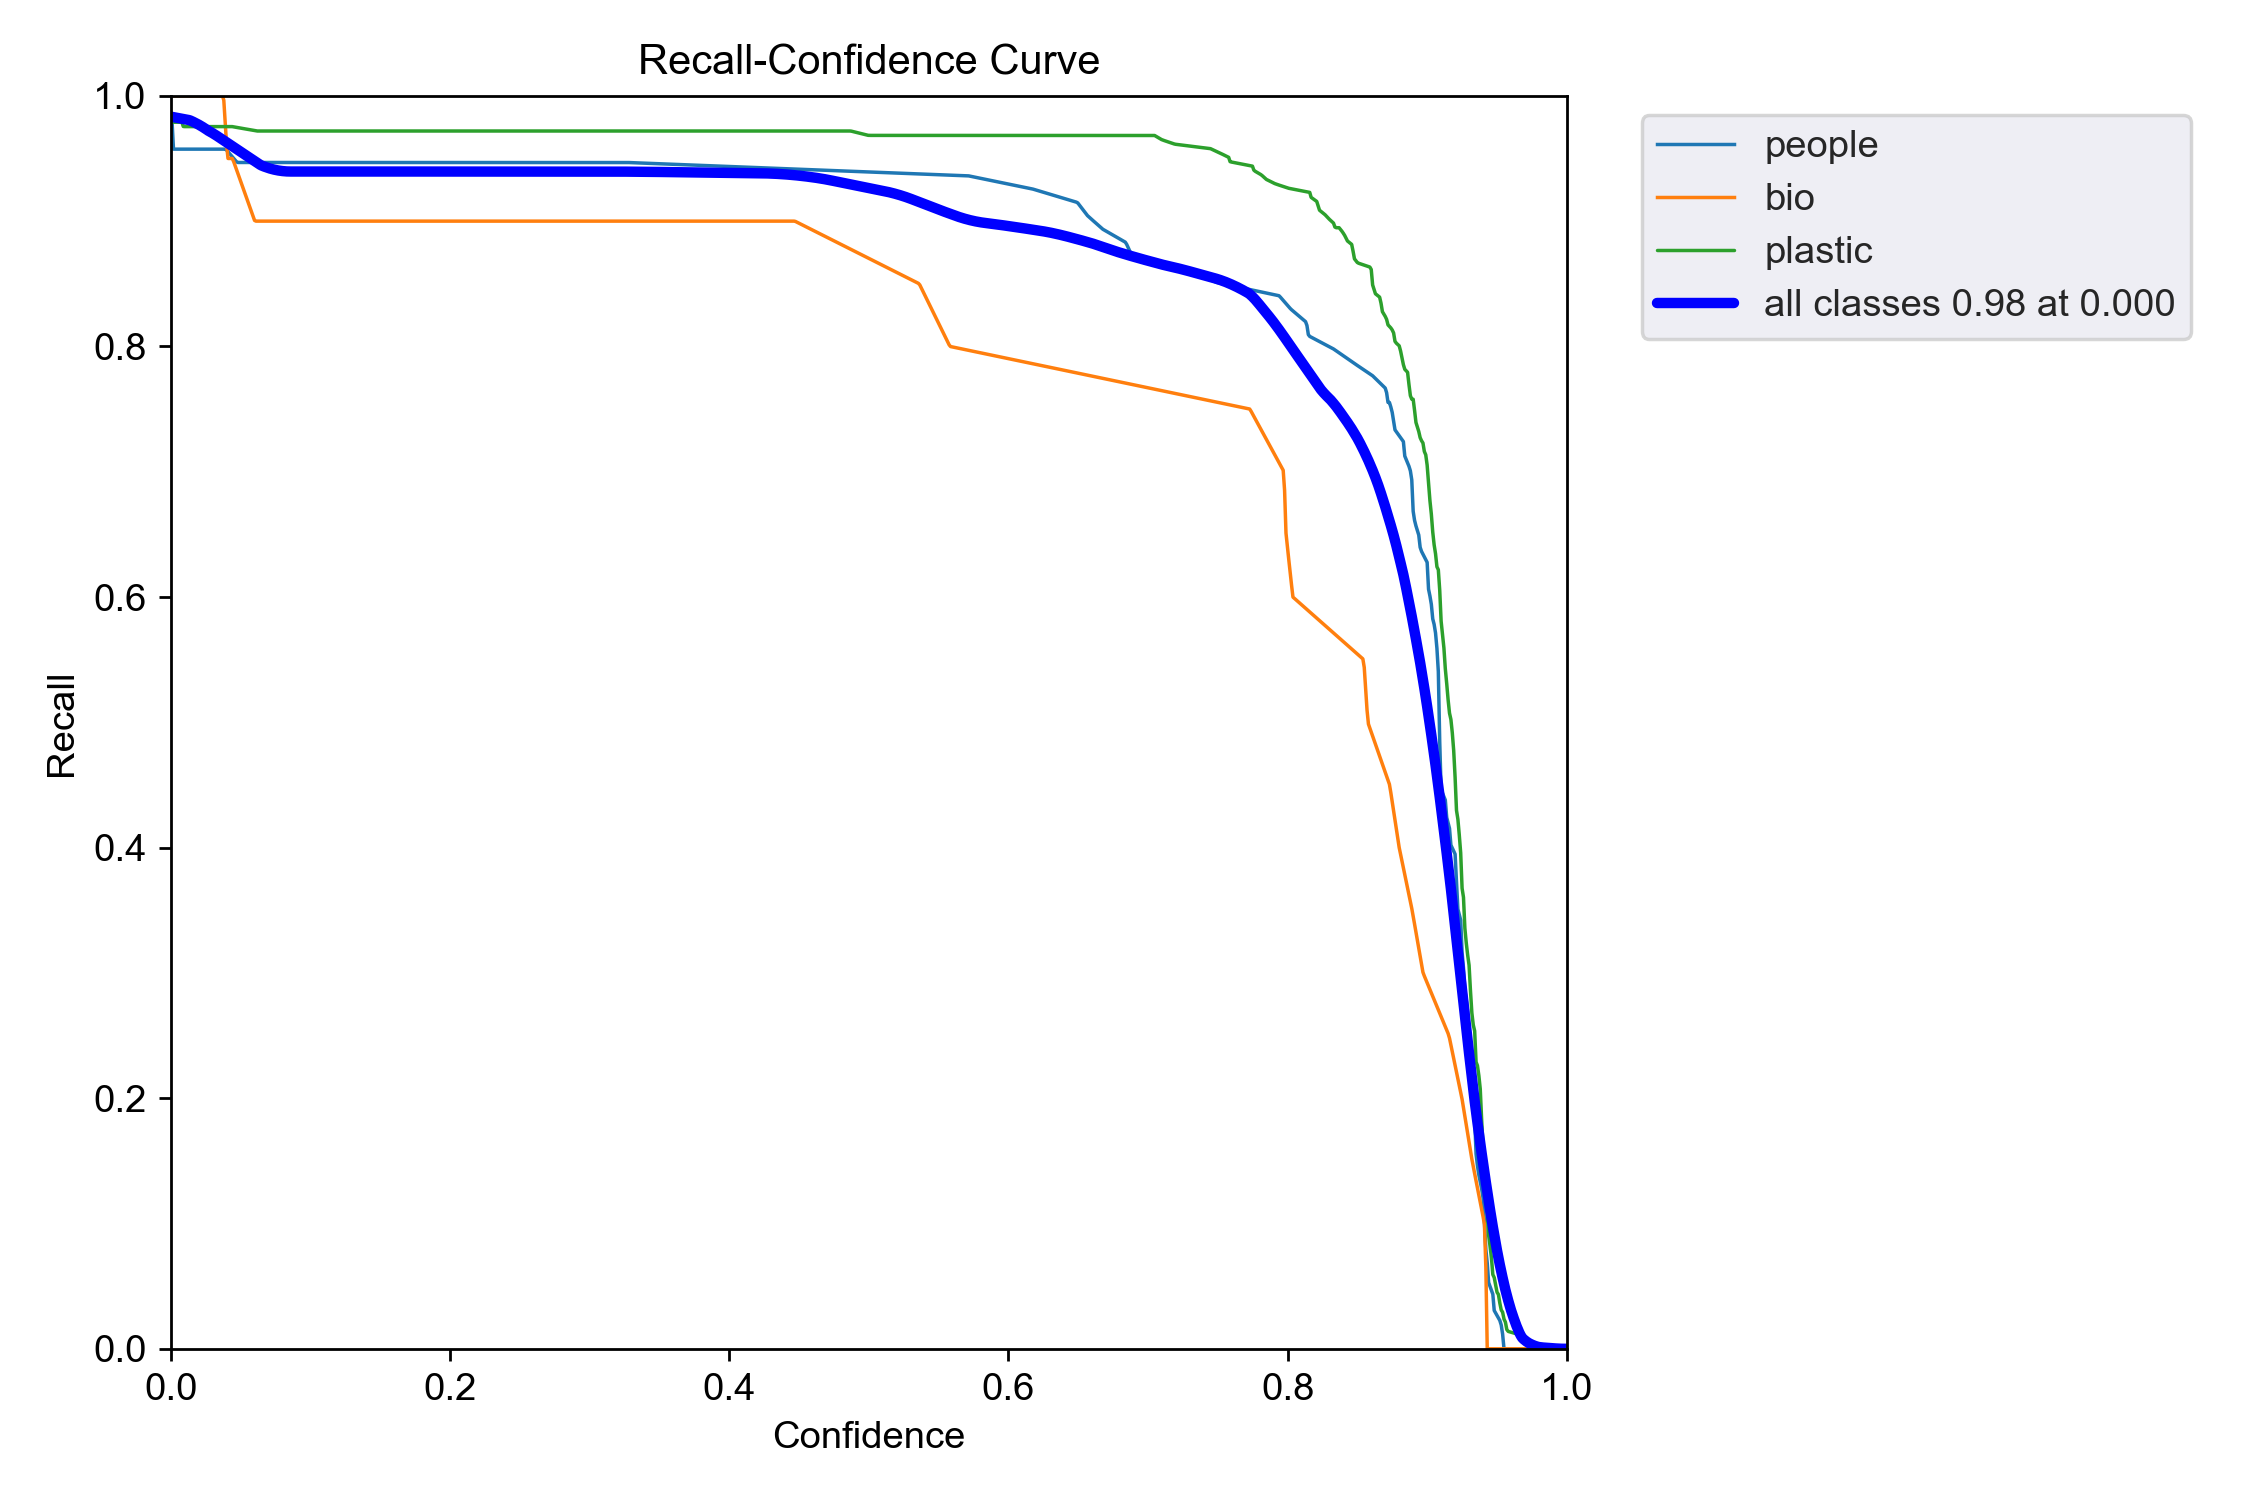 Recall-Confidence Curve
1.0
0.8
0.6
0.4
0.2
0.0
Recall
0.0 0.2 0.4 0.6 0.8 1.0
Confidence
people
bio
plastic
all classes 0.98 at 0.000